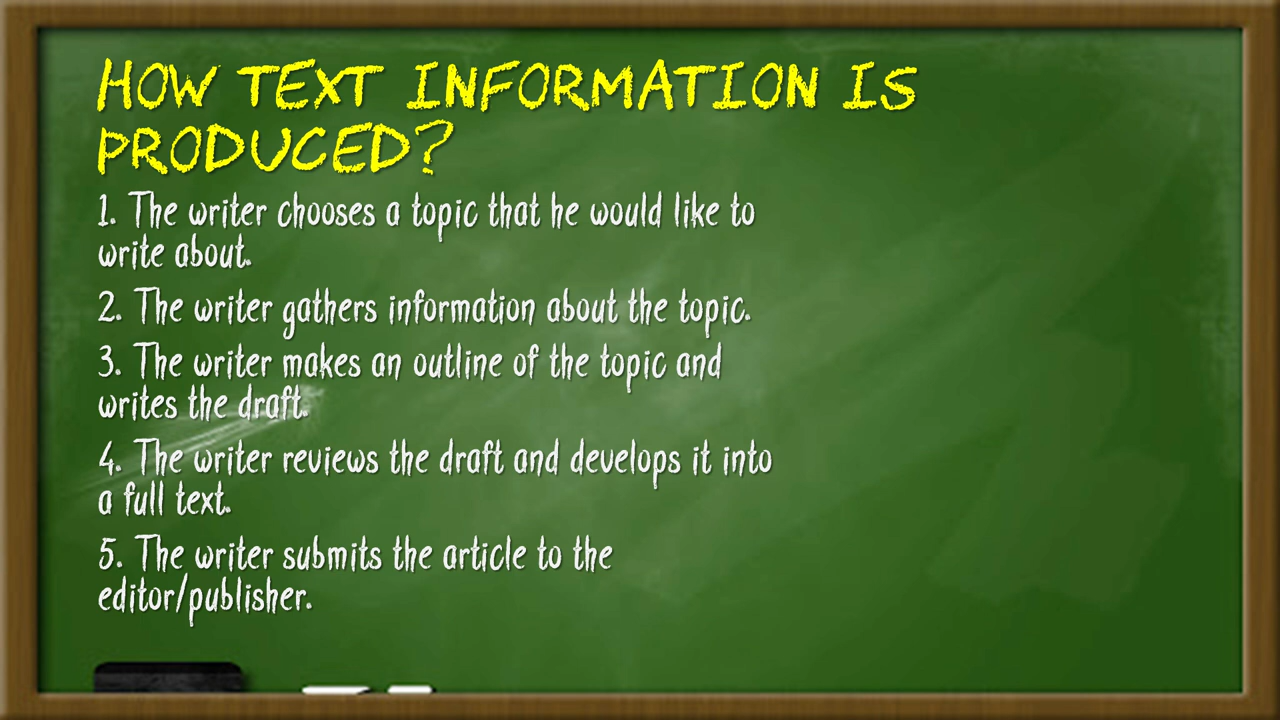 HOW TEXT INFORMATION IS
PRODUCED?
1. The writer chooses a topic that he would like to
write about.
2. The writer gathers information about the topic.
3. The writer makes an outline of the topic and
writes the draft.
4. The writer reviews the draft and develops it into
a full text.
5. The writer submits the article to the
editor/publisher.